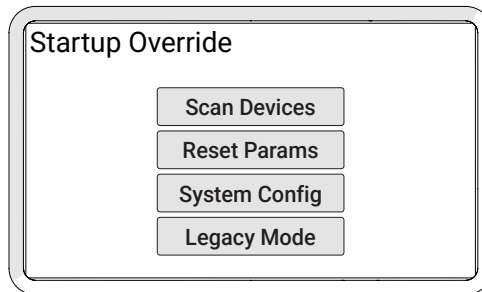 Startup Override
Scan Devices
Reset Params
System Config
Legacy Mode